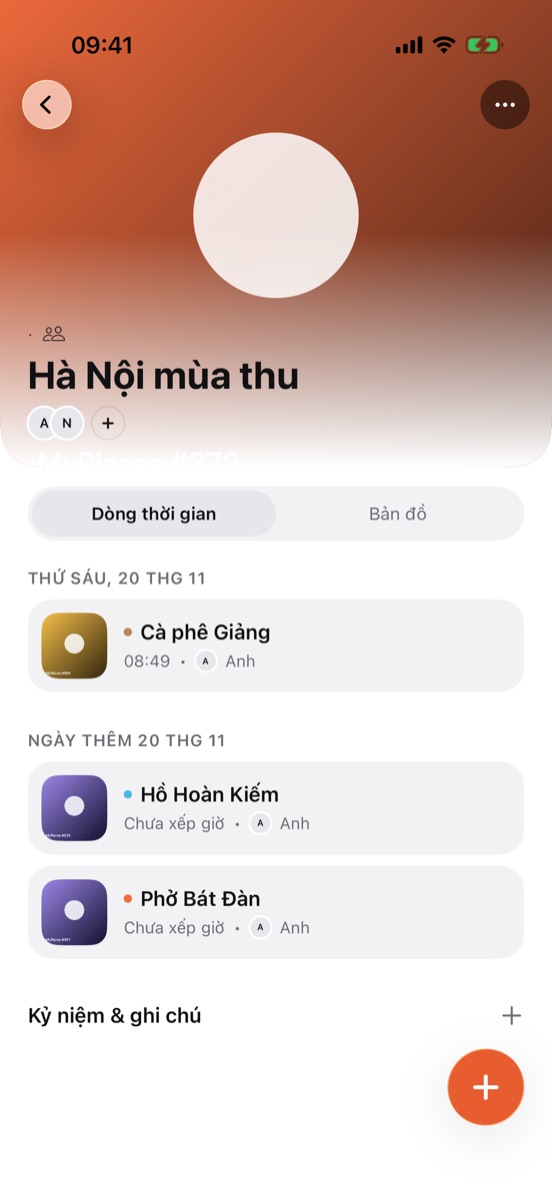 09:41
Hà Nội mùa thu
A N +
MyPlaces #272
Dòng thời gian
Bản đồ
THỨ SÁU, 20 THG 11
Cà phê Giảng
08:49 • A Anh
NGÀY THÊM 20 THG 11
Hồ Hoàn Kiếm
Chưa xếp giờ • A Anh
Phở Bát Đàn
Chưa xếp giờ • A Anh
Kỷ niệm & ghi chú